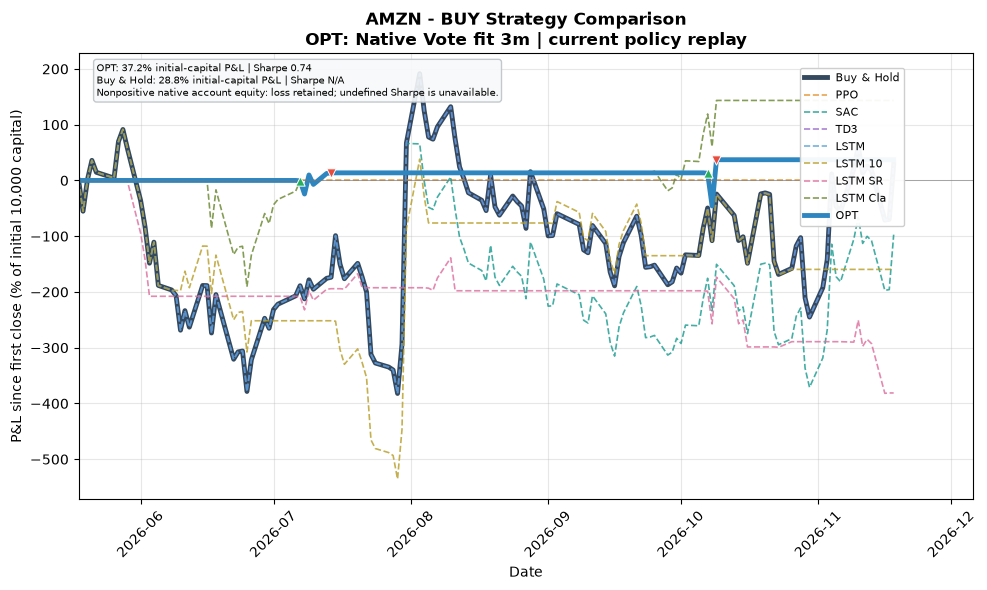 AMZN - BUY Strategy Comparison
OPT: Native Vote fit 3m | current policy replay
OPT: 37.2% initial-capital P&L | Sharpe 0.74
Buy & Hold: 28.8% initial-capital P&L | Sharpe N/A
Nonpositive native account equity: loss retained; undefined Sharpe is unavailable.
Buy & Hold
PPO
SAC
TD3
LSTM
LSTM 10
LSTM SR
LSTM Cla
OPT
P&L since first close (% of initial 10,000 capital)
200
100
0
−100
−200
−300
−400
−500
2026-06
2026-07
2026-08
2026-09
2026-10
2026-11
2026-12
Date